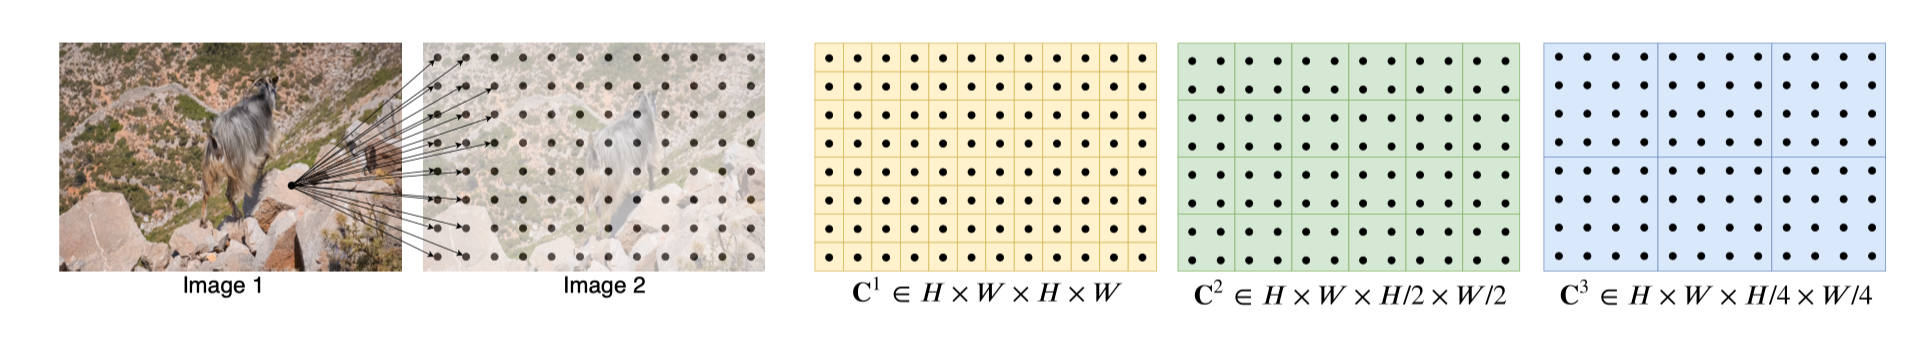 Image 1
Image 2
C¹ ∈ H × W × H × W
C² ∈ H × W × H/2 × W/2
C³ ∈ H × W × H/4 × W/4